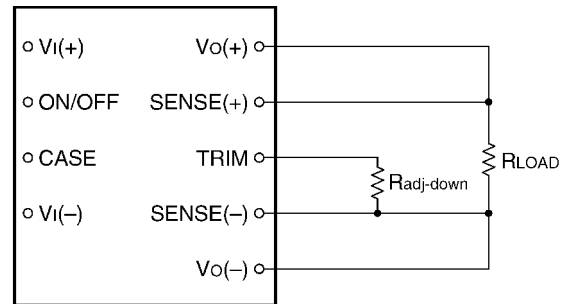 VI(+) VO(+)
ON/OFF SENSE(+)
CASE TRIM
RLOAD
Radj-down
VI(–) SENSE(–)
VO(–)